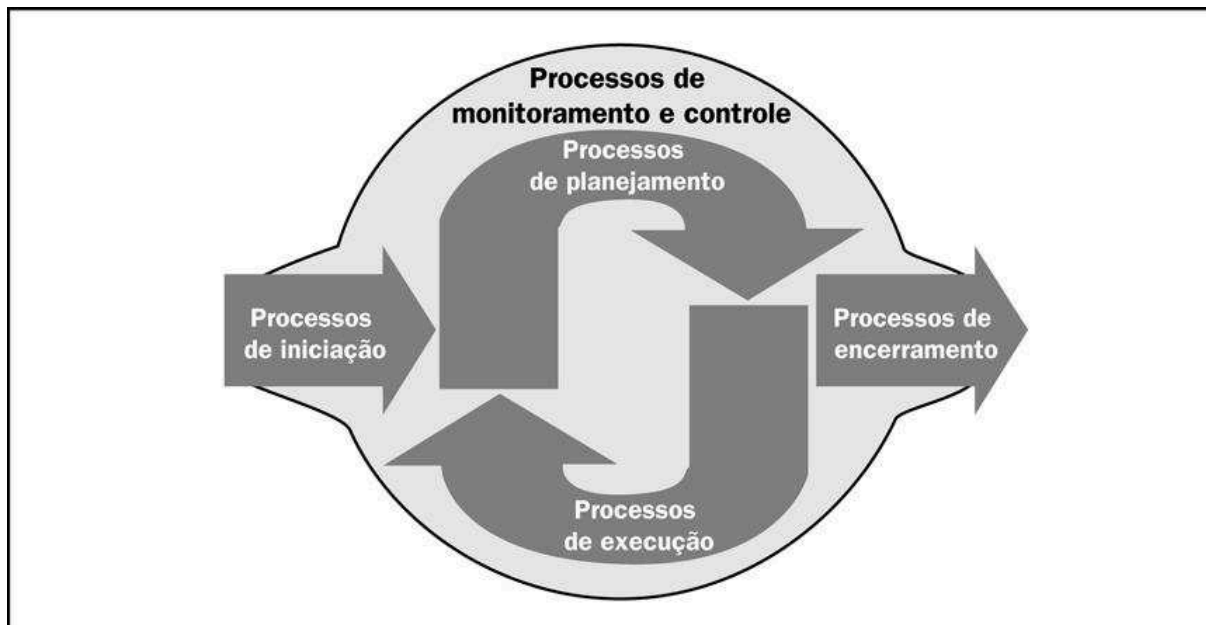 Processos de
monitoramento e controle
Processos
de planejamento
Processos
de iniciação
Processos de
encerramento
Processos
de execução